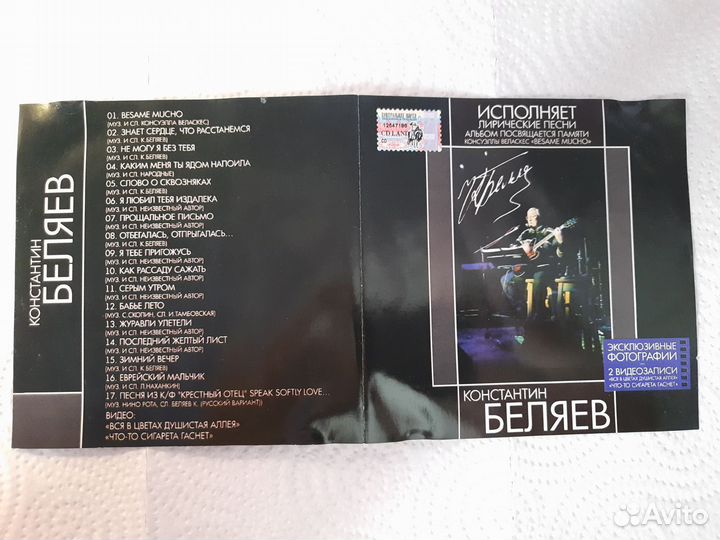 КОНСТАНТИН
БЕЛЯЕВ
01. BESAME MUCHO
(МУЗ. И СЛ. КОНСУЭЛЛА ВЕЛАСКЕС)
02. ЗНАЕТ СЕРДЦЕ, ЧТО РАССТАНЕМСЯ
(МУЗ. И СЛ. К БЕЛЯЕВ)
03. НЕ МОГУ Я БЕЗ ТЕБЯ
(МУЗ. И СЛ. К БЕЛЯЕВ)
04. КАКИМ МЕНЯ ТЫ ЯДОМ НАПОИЛА
(МУЗ. И СЛ. НАРОДНЫЕ)
05. СЛОВО О СКВОЗНЯКАХ
(МУЗ. И СЛ. К БЕЛЯЕВ)
06. Я ЛЮБИЛ ТЕБЯ ИЗДАЛЕКА
(МУЗ. И СЛ. НЕИЗВЕСТНЫЙ АВТОР)
07. ПРОЩАЛЬНОЕ ПИСЬМО
(МУЗ. И СЛ. НЕИЗВЕСТНЫЙ АВТОР)
08. ОТБЕГАЛАСЬ, ОТПРЫГАЛАСЬ...
(МУЗ. И СЛ. К.БЕЛЯЕВ)
09. Я ТЕБЕ ПРИГОЖУСЬ
(МУЗ. И СЛ. НЕИЗВЕСТНЫЙ АВТОР)
10. КАК РАССАДУ САЖАТЬ
(МУЗ. И СЛ. НЕИЗВЕСТНЫЙ АВТОР)
11. СЕРЫМ УТРОМ
(МУЗ. И СЛ. НЕИЗВЕСТНЫЙ АВТОР)
12. БАБЬЕ ЛЕТО
(МУЗ. С.ОХОПИН, СЛ. И.ТАМБОВСКАЯ)
13. ЖУРАВЛИ УЛЕТЕЛИ
(МУЗ. И СЛ. НЕИЗВЕСТНЫЙ АВТОР)
14. ПОСЛЕДНИЙ ЖЕЛТЫЙ ЛИСТ
(МУЗ. И СЛ. НЕИЗВЕСТНЫЙ АВТОР)
15. ЗИМНИЙ ВЕЧЕР
(МУЗ. И СЛ. НЕИЗВЕСТНЫЙ АВТОР)
16. ЕВРЕЙСКИЙ МАЛЬЧИК
(МУЗ. И СЛ. Л.НАХАНКИН)
17. ПЕСНЯ ИЗ К/Ф "КРЕСТНЫЙ ОТЕЦ" SPEAK SOFTLY LOVE...
(МУЗ. НИНО РОТА, СЛ. БЕЛЯЕВ К. (РУССКИЙ ВАРИАНТ))
ВИДЕО:
«ВСЯ В ЦВЕТАХ ДУШИСТАЯ АЛЛЕЯ»
«ЧТО-ТО СИГАРЕТА ГАСНЕТ»
12647186
CD LAND
CD
ИСПОЛНЯЕТ
ЛИРИЧЕСКИЕ ПЕСНИ
АЛЬБОМ ПОСВЯЩАЕТСЯ ПАМЯТИ
КОНСУЭЛЛЫ ВЕЛАСКЕС «BESAME MUCHO»
ЭКСКЛЮЗИВНЫЕ
ФОТОГРАФИИ
2 ВИДЕОЗАПИСИ
«ВСЯ В ЦВЕТАХ ДУШИСТАЯ АЛЛЕЯ»
«ЧТО-ТО СИГАРЕТА ГАСНЕТ»
КОНСТАНТИН
БЕЛЯЕВ
Avito